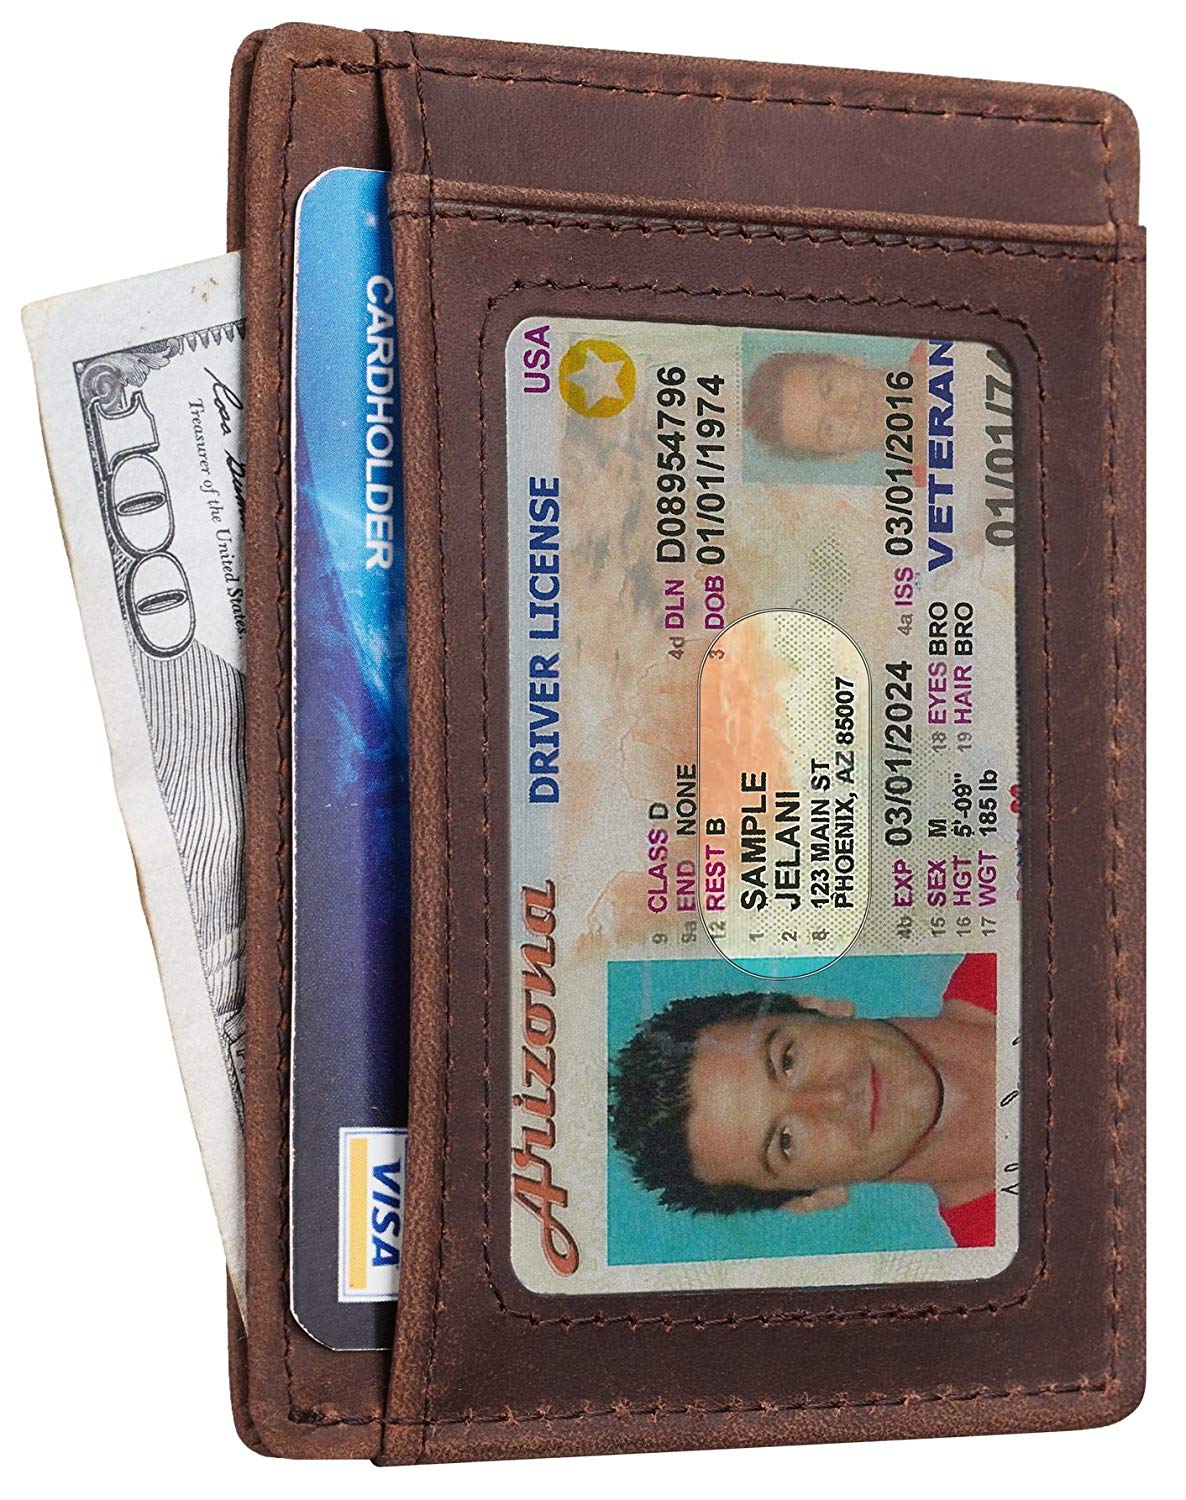 100
Treasurer of the United States
CARDHOLDER
VISA
Arizona DRIVER LICENSE USA
9 CLASS D 4d DLN D08954796
9a END NONE 3 DOB 01/01/1974
12 REST B
1 SAMPLE
2 JELANI
8 123 MAIN ST
PHOENIX, AZ 85007
4b EXP 03/01/2024 4a ISS 03/01/2016
15 SEX M 18 EYES BRO VETERAN
16 HGT 5'-09" 19 HAIR BRO
17 WGT 185 lb 01/01/74